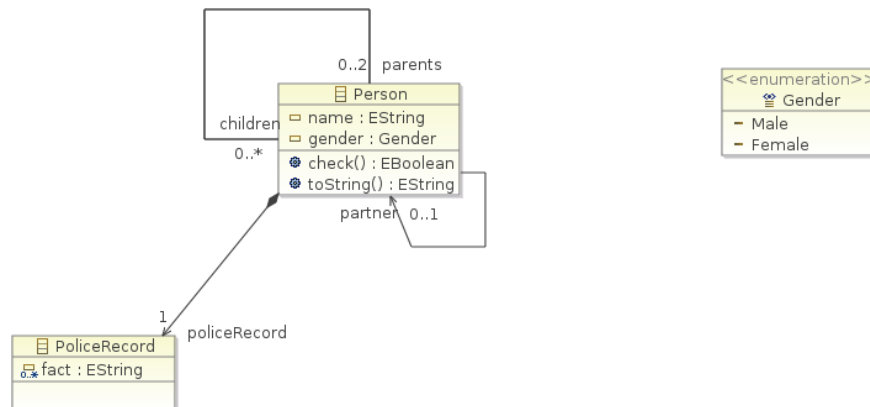 0..2 parents
<<enumeration>>
Gender
Male
Female
Person
name : EString
gender : Gender
check() : EBoolean
toString() : EString
children
0..*
partner 0..1
1
policeRecord
PoliceRecord
0..* fact : EString